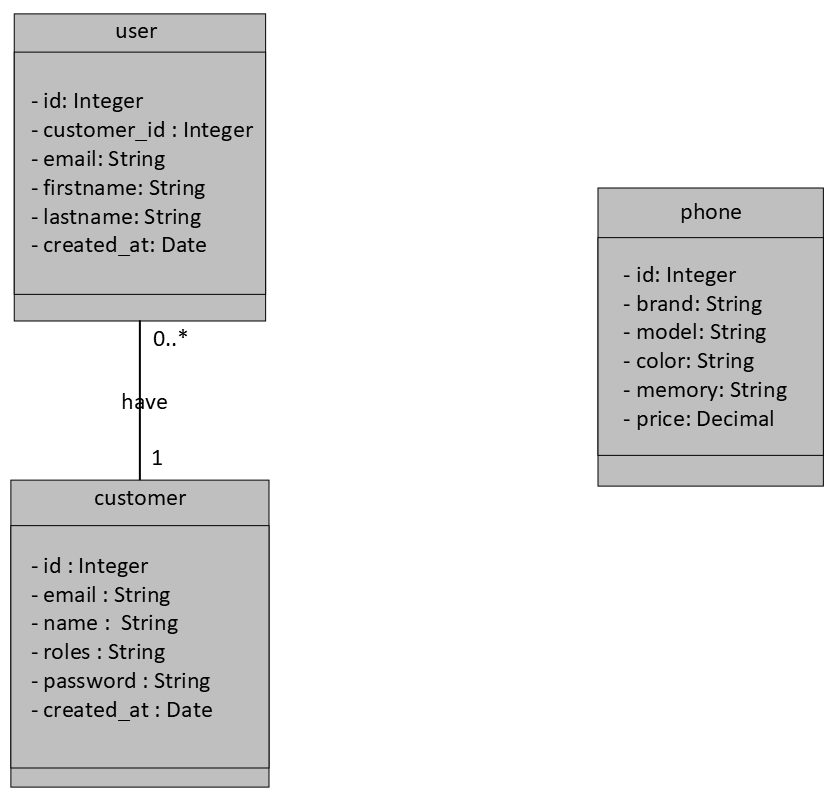 user
- id: Integer
- customer_id : Integer
- email: String
- firstname: String
- lastname: String
- created_at: Date
0..*
have
1
customer
- id : Integer
- email : String
- name :  String
- roles : String
- password : String
- created_at : Date
phone
- id: Integer
- brand: String
- model: String
- color: String
- memory: String
- price: Decimal